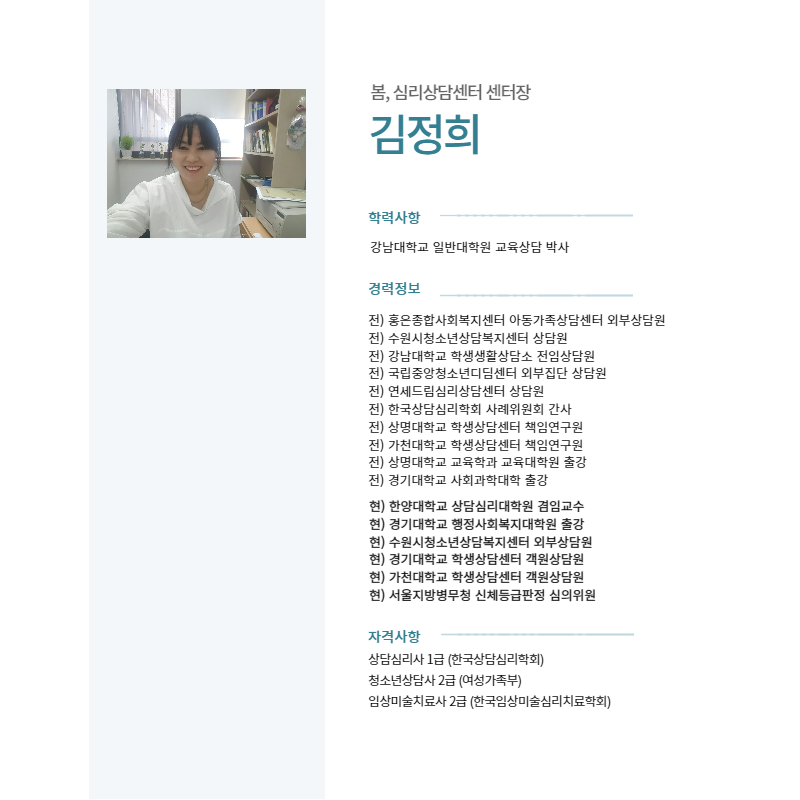 봄, 심리상담센터 센터장
김정희
학력사항
강남대학교 일반대학원 교육상담 박사
경력정보
전) 홍은종합사회복지센터 아동가족상담센터 외부상담원
전) 수원시청소년상담복지센터 상담원
전) 강남대학교 학생생활상담소 전임상담원
전) 국립중앙청소년디딤센터 외부집단 상담원
전) 연세드림심리상담센터 상담원
전) 한국상담심리학회 사례위원회 간사
전) 상명대학교 학생상담센터 책임연구원
전) 가천대학교 학생상담센터 책임연구원
전) 상명대학교 교육학과 교육대학원 출강
전) 경기대학교 사회과학대학 출강
현) 한양대학교 상담심리대학원 겸임교수
현) 경기대학교 행정사회복지대학원 출강
현) 수원시청소년상담복지센터 외부상담원
현) 경기대학교 학생상담센터 객원상담원
현) 가천대학교 학생상담센터 객원상담원
현) 서울지방병무청 신체등급판정 심의위원
자격사항
상담심리사 1급 (한국상담심리학회)
청소년상담사 2급 (여성가족부)
임상미술치료사 2급 (한국임상미술심리치료학회)